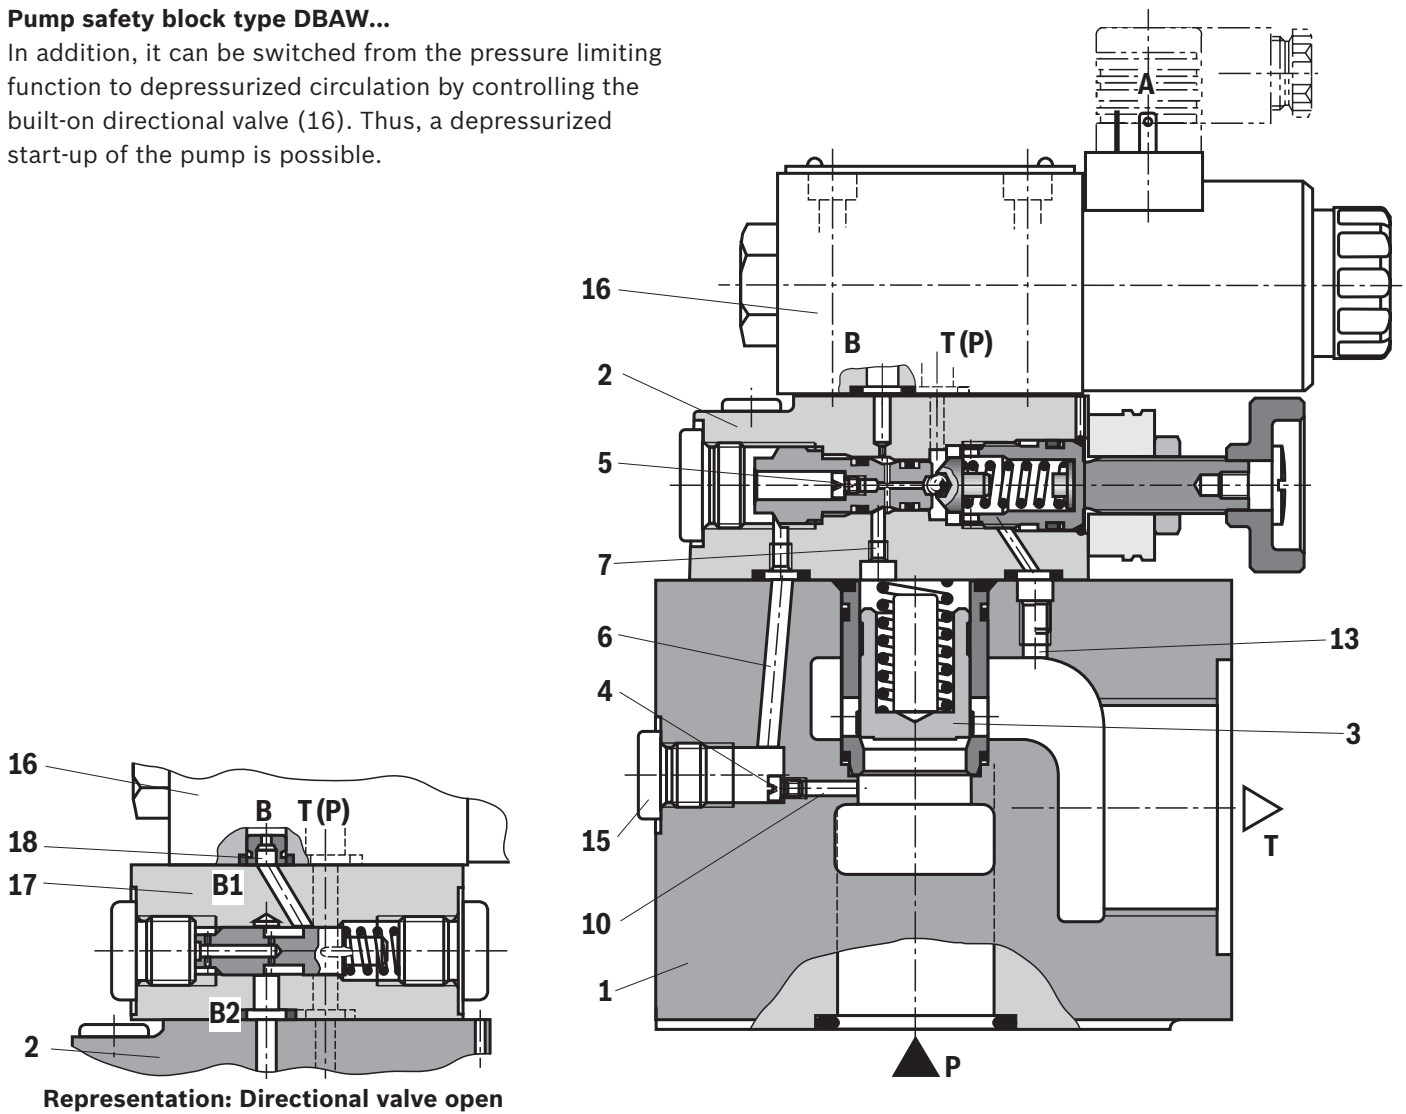 Pump safety block type DBAW...
In addition, it can be switched from the pressure limiting
function to depressurized circulation by controlling the
built-on directional valve (16). Thus, a depressurized
start-up of the pump is possible.
A
16
B T (P)
2
5
7
6
13
4
3
15
T
10
1
P
16
B T (P)
18
17
B1
B2
2
Representation: Directional valve open